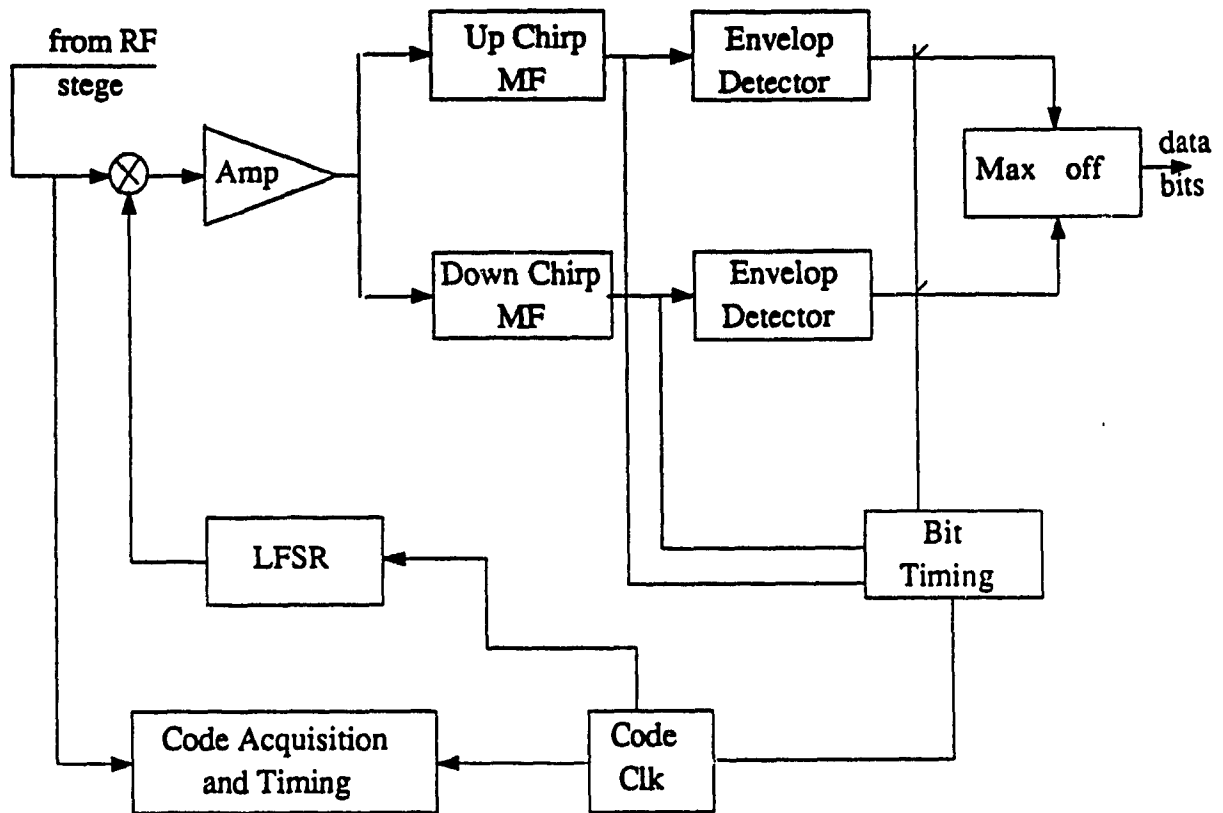 from RF
stege
Amp
Up Chirp
MF
Envelop
Detector
Max off
data
bits
Down Chirp
MF
Envelop
Detector
LFSR
Bit
Timing
Code Acquisition
and Timing
Code
Clk